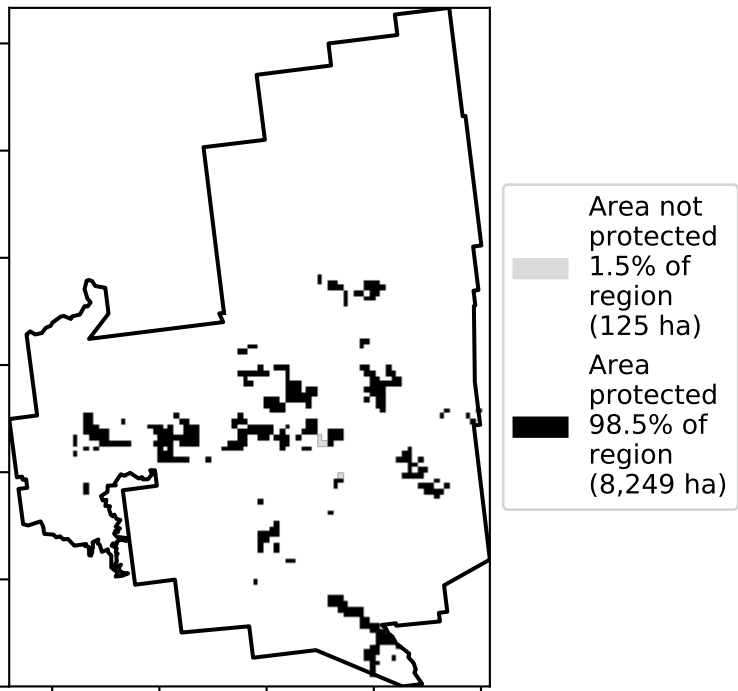 Area not
protected
1.5% of
region
(125 ha)
Area
protected
98.5% of
region
(8,249 ha)